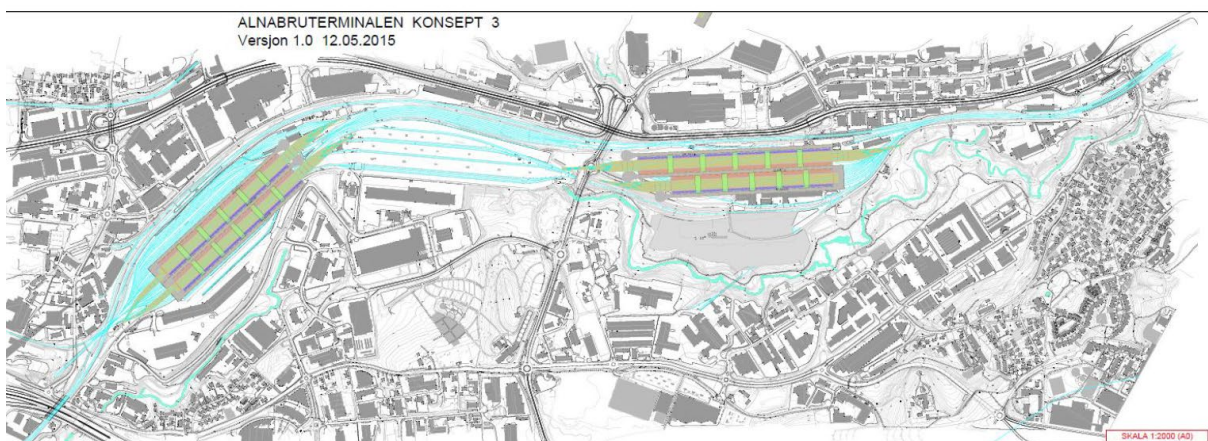 ALNABRUTERMINALEN KONSEPT 3
Versjon 1.0 12.05.2015
SKALA 1:2000 (A0)